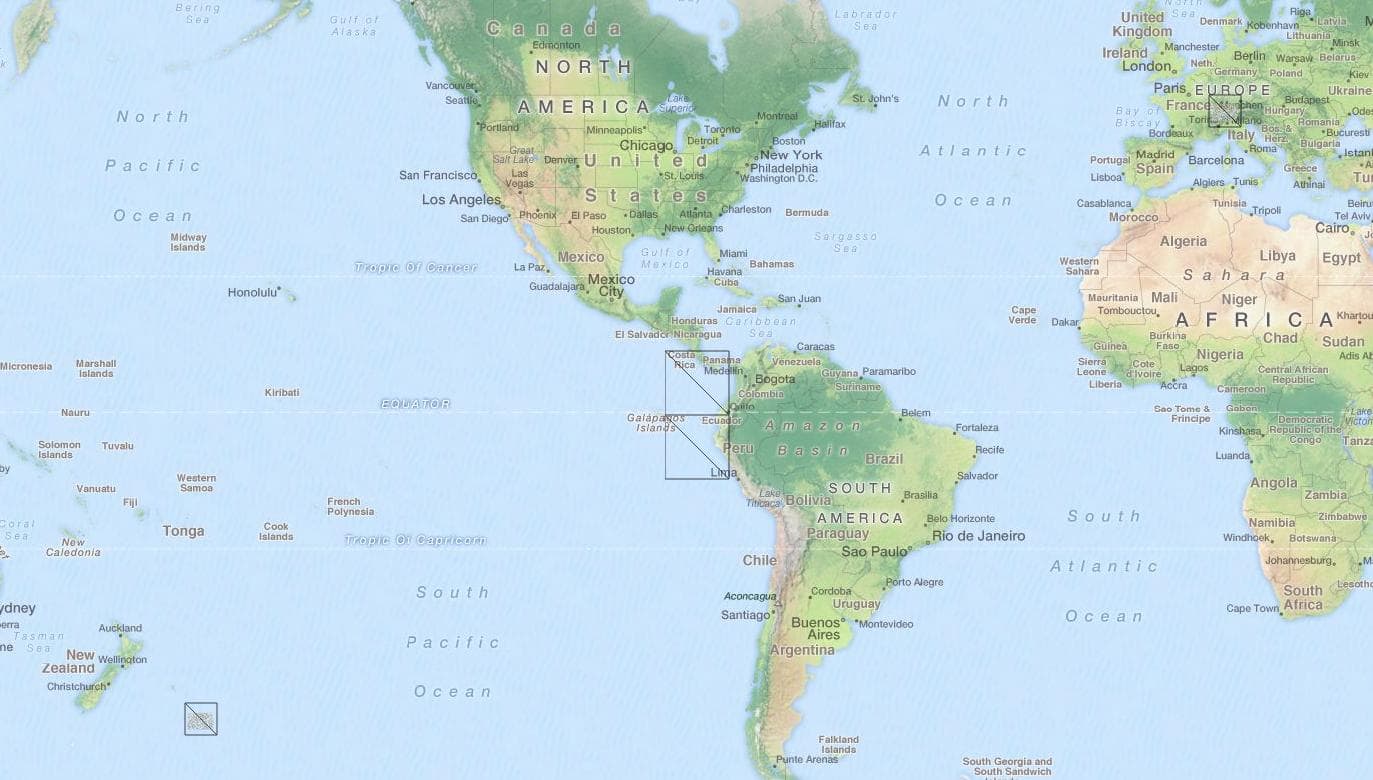 Bering
Sea
Gulf of
Alaska
Canada
Edmonton
NORTH
AMERICA
Labrador
Sea
Vancouver
Seattle
Portland
Lake
Superior
St. John's
Montreal
Halifax
Minneapolis
Toronto
Chicago
Detroit
Boston
New York
Philadelphia
Washington D.C.
Great
Salt Lake
Denver
United
States
St. Louis
San Francisco
Las
Vegas
Los Angeles
San Diego
Phoenix
El Paso
Dallas
Atlanta
Charleston
Houston
New Orleans
Bermuda
Sargasso
Sea
North
Pacific
Ocean
Midway
Islands
Honolulu
Tropic Of Cancer
La Paz
Mexico
Gulf of
Mexico
Miami
Bahamas
Havana
Cuba
Guadalajara
Mexico
City
San Juan
Jamaica
Honduras
Caribbean
Sea
El Salvador
Nicaragua
Costa
Rica
Panama
Caracas
Venezuela
Medellin
Bogota
Colombia
Guyana
Suriname
Paramaribo
Quito
Galápagos
Islands
Ecuador
Amazon
Basin
Belem
Fortaleza
Recife
Peru
Brazil
Lima
Salvador
Lake
Titicaca
Bolivia
SOUTH
AMERICA
Brasilia
Belo Horizonte
Rio de Janeiro
Paraguay
Sao Paulo
Chile
Porto Alegre
Aconcagua
Cordoba
Uruguay
Santiago
Buenos
Aires
Montevideo
Argentina
Falkland
Islands
Punte Arenas
South Georgia and
South Sandwich
Micronesia
Marshall
Islands
Kiribati
EQUATOR
Nauru
Solomon
Islands
Tuvalu
Vanuatu
Western
Samoa
Fiji
French
Polynesia
Coral
Sea
New
Caledonia
Tonga
Cook
Islands
Tropic Of Capricorn
South
Pacific
Ocean
ydney
Tasman
Sea
Auckland
New
Zealand
Wellington
Christchurch
North
Atlantic
Ocean
South
Atlantic
Ocean
North
Sea
United
Kingdom
Denmark
Kobenhavn
Riga
Latvia
Lithuania
Ireland
Manchester
London
Neth.
Berlin
Warsaw
Minsk
Belarus
Germany
Poland
Kiev
Paris
EUROPE
Ukraine
France
Budapest
Hungary
Bay of
Biscay
Romania
Bordeaux
Italy
Bos. &
Herz.
Bucuresti
Bulgaria
Portugal
Madrid
Spain
Barcelona
Roma
Lisboa
Greece
Athinai
Algiers
Tunis
Casablanca
Morocco
Tunisia
Tripoli
Cairo
Tel Aviv
Algeria
Libya
Egypt
Western
Sahara
Sahara
Mauritania
Mali
Niger
Tombouctou
Cape
Verde
Dakar
AFRICA
Chad
Sudan
Guinea
Burkina
Faso
Nigeria
Sierra
Leone
Cote
d'Ivoire
Lagos
Liberia
Accra
Central African
Republic
Cameroon
Sao Tome &
Principe
Gabon
Democratic
Republic of the
Congo
Kinshasa
Luanda
Angola
Zambia
Namibia
Zimbabwe
Windhoek
Botswana
Johannesburg
South
Africa
Cape Town